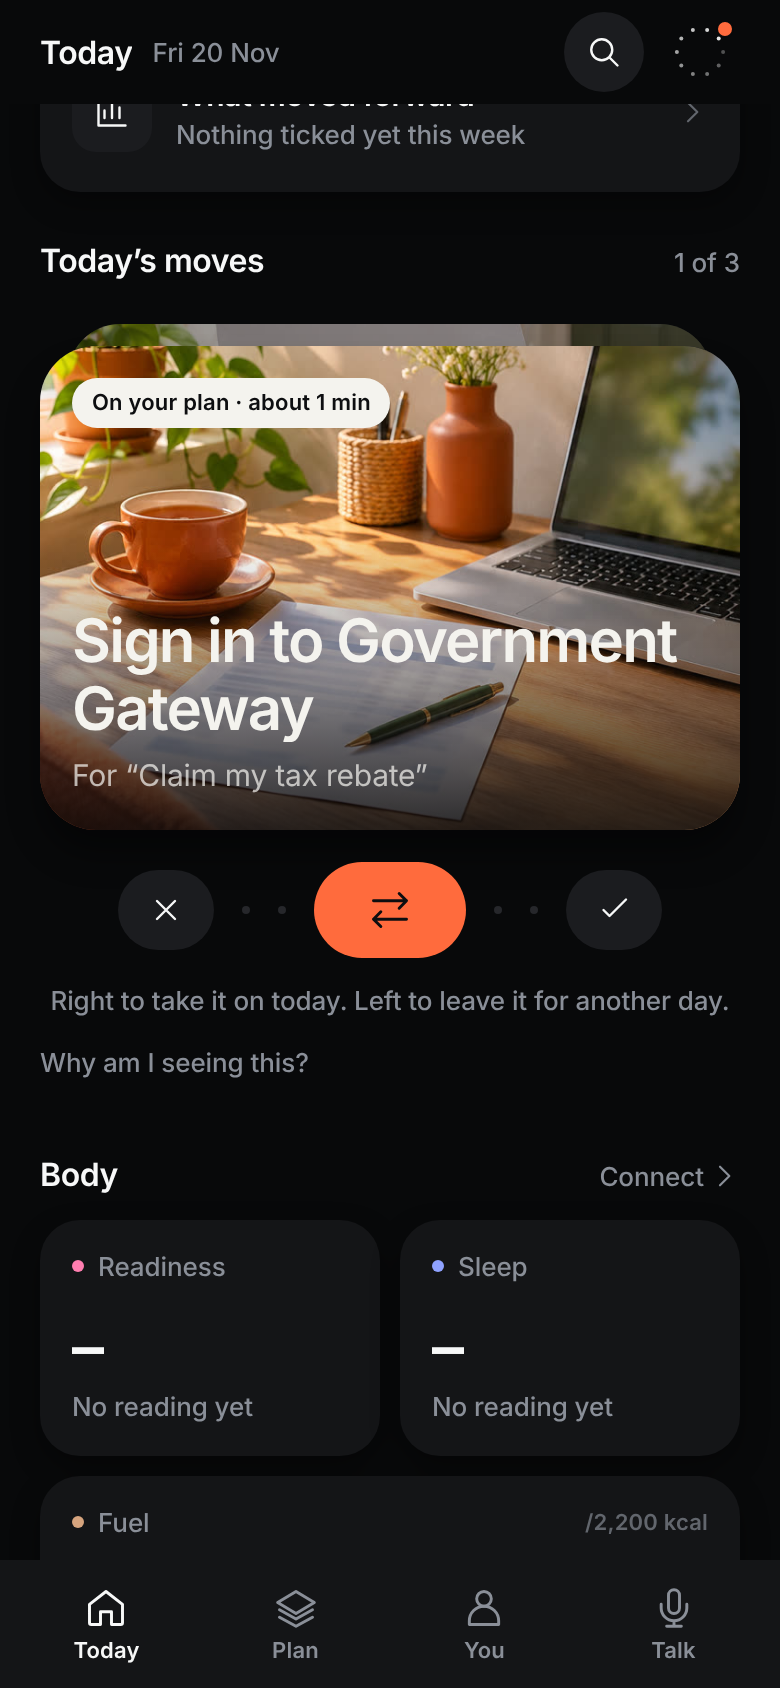 Today Fri 20 Nov
What moved forward
Nothing ticked yet this week
Today’s moves
1 of 3
On your plan · about 1 min
Sign in to Government
Gateway
For “Claim my tax rebate”
Right to take it on today. Left to leave it for another day.
Why am I seeing this?
Body
Connect
Readiness
Sleep
–
–
No reading yet
No reading yet
Fuel
/2,200 kcal
Today
Plan
You
Talk